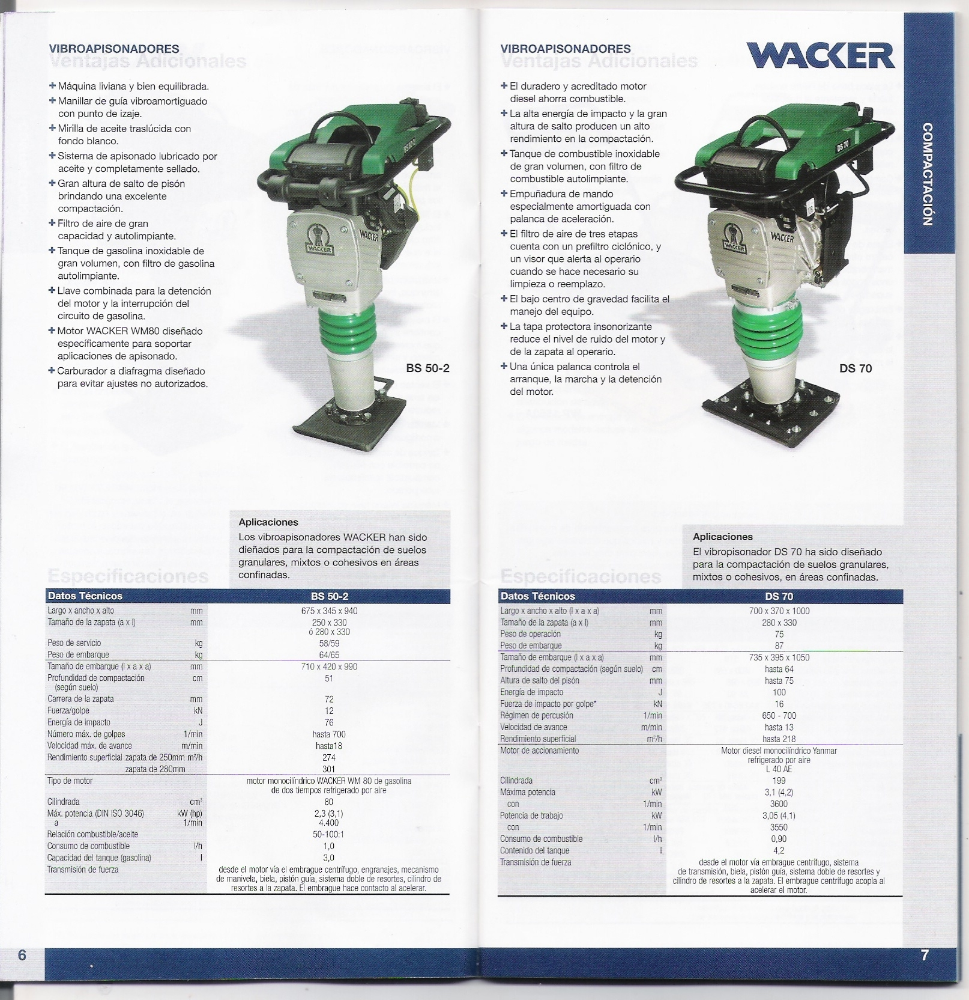 VIBROAPISONADORES
Ventajas Adicionales
+ Máquina liviana y bien equilibrada.
+ Manillar de guía vibroamortiguado
con punto de izaje.
+ Mirilla de aceite traslúcida con
fondo blanco.
+ Sistema de apisonado lubricado por
aceite y completamente sellado.
+ Gran altura de salto de pisón
brindando una excelente
compactación.
+ Filtro de aire de gran
capacidad y autolimpiante.
+ Tanque de gasolina inoxidable de
gran volumen, con filtro de gasolina
autolimpiante.
+ Llave combinada para la detención
del motor y la interrupción del
circuito de gasolina.
+ Motor WACKER WM80 diseñado
específicamente para soportar
aplicaciones de apisonado.
+ Carburador a diafragma diseñado
para evitar ajustes no autorizados.
BS 50-2
WACKER
WACKER
BS 50-2
Aplicaciones
Los vibroapisonadores WACKER han sido
dieñados para la compactación de suelos
granulares, mixtos o cohesivos en áreas
confinadas.
Especificaciones
Datos Técnicos BS 50-2
Largo x ancho x alto mm 675 x 345 x 940
Tamaño de la zapata (a x l) mm 250 x 330
ó 280 x 330
Peso de servicio kg 58/59
Peso de embarque kg 64/65
Tamaño de embarque (l x a x a) mm 710 x 420 x 990
Profundidad de compactación cm 51
(según suelo)
Carrera de la zapata mm 72
Fuerza/golpe kN 12
Energía de impacto J 76
Número máx. de golpes 1/min hasta 700
Velocidad máx. de avance m/min hasta18
Rendimiento superficial zapata de 250mm m²/h 274
zapata de 280mm 301
Tipo de motor motor monocilíndrico WACKER WM 80 de gasolina
de dos tiempos refrigerado por aire
Cilindrada cm³ 80
Máx. potencia (DIN ISO 3046) kW (hp) 2,3 (3,1)
a 1/min 4.400
Relación combustible/aceite 50-100:1
Consumo de combustible l/h 1,0
Capacidad del tanque (gasolina) l 3,0
Transmisión de fuerza desde el motor vía el embrague centrífugo, engranajes, mecanismo
de manivela, biela, pistón guía, sistema doble de resortes, cilindro de
resortes a la zapata. El embrague hace contacto al acelerar.
6
VIBROAPISONADORES
WACKER
Ventajas Adicionales
+ El duradero y acreditado motor
diesel ahorra combustible.
+ La alta energía de impacto y la gran
altura de salto producen un alto
rendimiento en la compactación.
+ Tanque de combustible inoxidable
de gran volumen, con filtro de
combustible autolimpiante.
+ Empuñadura de mando
especialmente amortiguada con
palanca de aceleración.
+ El filtro de aire de tres etapas
cuenta con un prefiltro ciclónico, y
un visor que alerta al operario
cuando se hace necesario su
limpieza o reemplazo.
+ El bajo centro de gravedad facilita el
manejo del equipo.
+ La tapa protectora insonorizante
reduce el nivel de ruido del motor y
de la zapata al operario.
+ Una única palanca controla el
arranque, la marcha y la detención
del motor.
DS 70
WACKER
WACKER
DS 70
COMPACTACIÓN
Aplicaciones
El vibropisonador DS 70 ha sido diseñado
para la compactación de suelos granulares,
mixtos o cohesivos, en áreas confinadas.
Especificaciones
Datos Técnicos DS 70
Largo x ancho x alto (l x a x a) mm 700 x 370 x 1000
Tamaño de la zapata (a x l) mm 280 x 330
Peso de operación kg 75
Peso de embarque kg 87
Tamaño de embarque (l x a x a) mm 735 x 395 x 1050
Profundidad de compactación (según suelo) cm hasta 64
Altura de salto del pisón mm hasta 75
Energía de impacto J 100
Fuerza de impacto por golpe* kN 16
Régimen de percusión 1/min 650 - 700
Velocidad de avance m/min hasta 13
Rendimiento superficial m²/h hasta 218
Motor de accionamiento Motor diesel monocilíndrico Yanmar
refrigerado por aire
L 40 AE
Cilindrada cm³ 199
Máxima potencia kW 3,1 (4,2)
con 1/min 3600
Potencia de trabajo kW 3,05 (4,1)
con 1/min 3550
Consumo de combustible l/h 0,90
Contenido del tanque l 4,2
Transmisión de fuerza desde el motor vía embrague centrífugo, sistema
de transmisión, biela, pistón guía, sistema doble de resortes y
cilindro de resortes a la zapata. El embrague centrífugo acopla al
acelerar el motor.
7